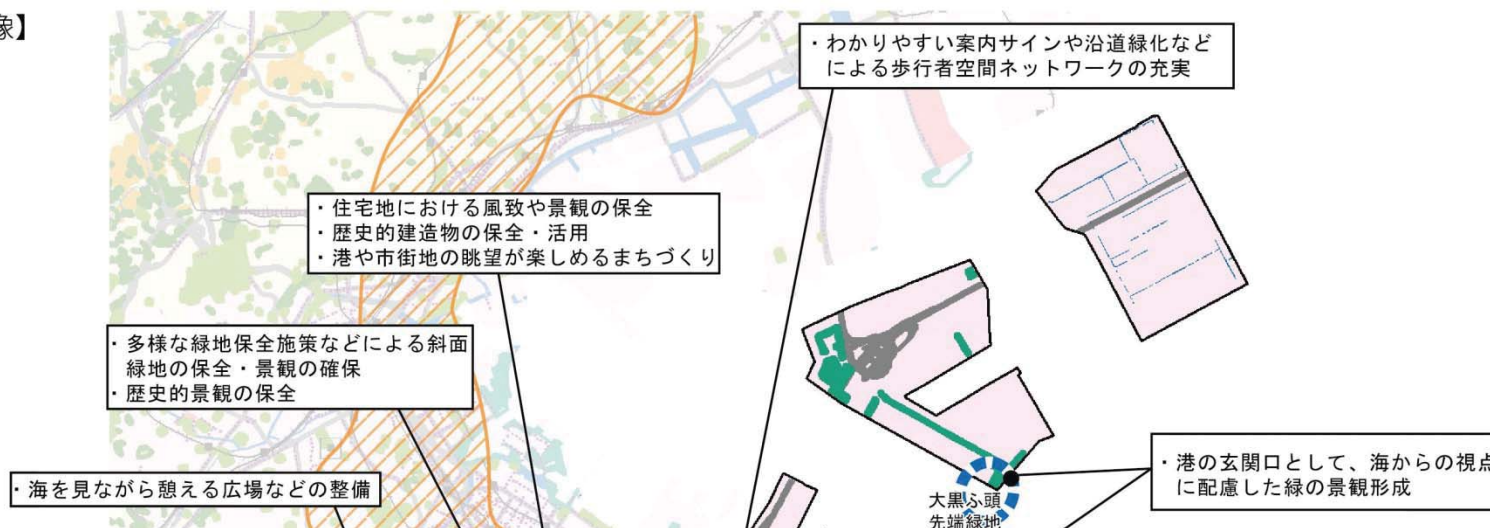 象】
・わかりやすい案内サインや沿道緑化など
による歩行者空間ネットワークの充実
・住宅地における風致や景観の保全
・歴史的建造物の保全・活用
・港や市街地の眺望が楽しめるまちづくり
・多様な緑地保全施策などによる斜面
緑地の保全・景観の確保
・歴史的景観の保全
・港の玄関口として、海からの視点
に配慮した緑の景観形成
・海を見ながら憩える広場などの整備
大黒ふ頭
先端緑地